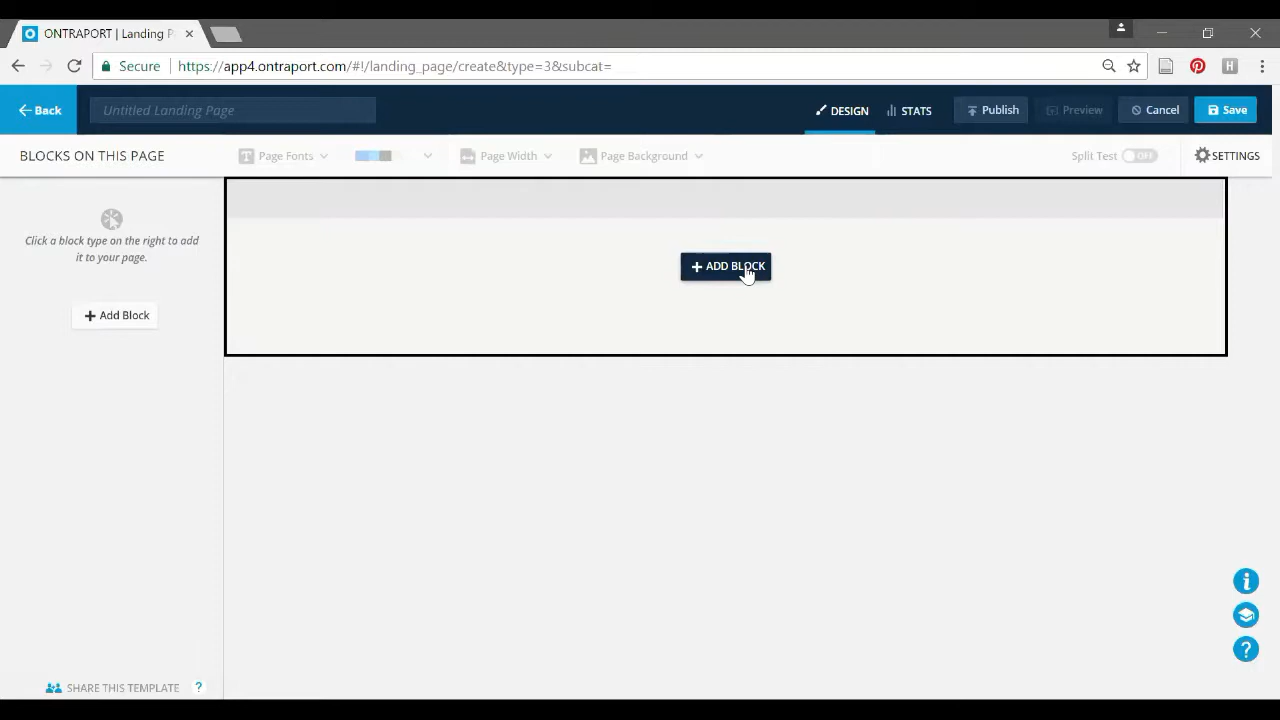 ONTRAPORT | Landing P
Secure https://app4.ontraport.com/#!/landing_page/create&type=3&subcat=
H
Back
Untitled Landing Page
DESIGN
STATS
Publish
Preview
Cancel
Save
BLOCKS ON THIS PAGE
Page Fonts
Page Width
Page Background
Split Test OFF
SETTINGS
Click a block type on the right to add
it to your page.
+ Add Block
+ ADD BLOCK
SHARE THIS TEMPLATE ?
i
?